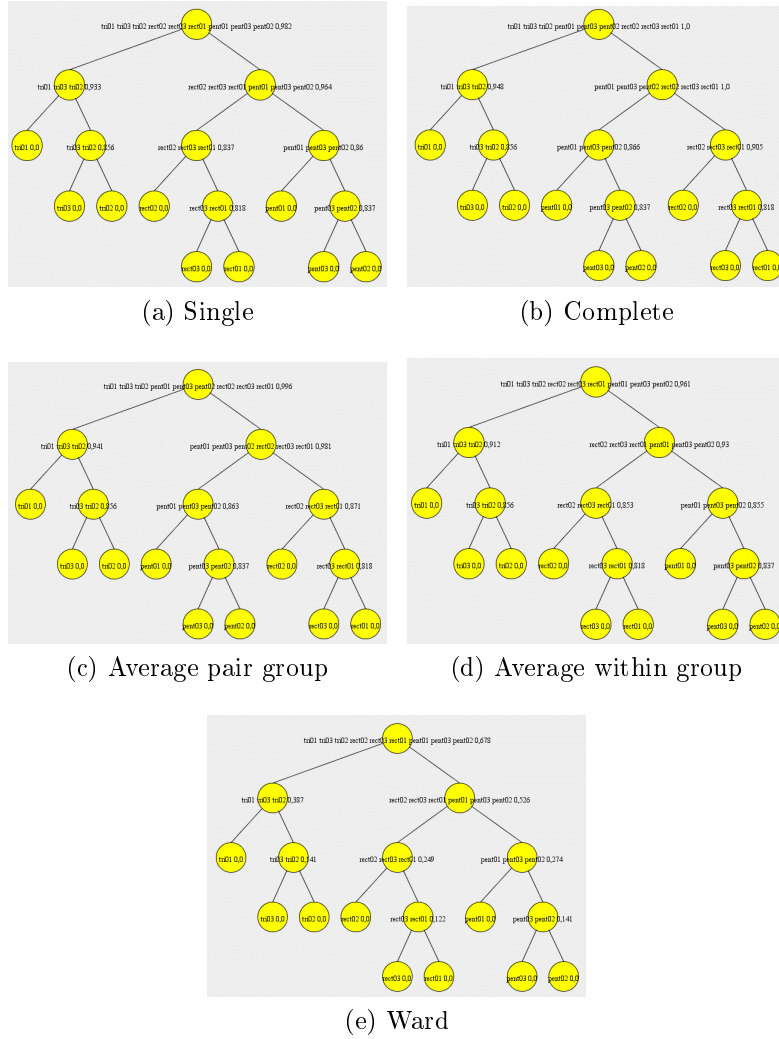 tri01 tri03 tri02 rect02 rect03 rect01 pent01 pent03 pent02 0,982
tri01 tri03 tri02 0,933
rect02 rect03 rect01 pent01 pent03 pent02 0,964
tri01 0,0
tri03 tri02 0,856
rect02 rect03 rect01 0,837
pent01 pent03 pent02 0,86
tri03 0,0
tri02 0,0
rect02 0,0
rect03 rect01 0,818
pent01 0,0
pent03 pent02 0,837
rect03 0,0
rect01 0,0
pent03 0,0
pent02 0,0
(a) Single
tri01 tri03 tri02 pent01 pent03 pent02 rect02 rect03 rect01 1,0
tri01 tri03 tri02 0,948
pent01 pent03 pent02 rect02 rect03 rect01 1,0
tri01 0,0
tri03 tri02 0,856
pent01 pent03 pent02 0,866
rect02 rect03 rect01 0,905
tri03 0,0
tri02 0,0
pent01 0,0
pent03 pent02 0,837
rect02 0,0
rect03 rect01 0,818
pent03 0,0
pent02 0,0
rect03 0,0
rect01 0,0
(b) Complete
tri01 tri03 tri02 pent01 pent03 pent02 rect02 rect03 rect01 0,996
tri01 tri03 tri02 0,941
pent01 pent03 pent02 rect02 rect03 rect01 0,981
tri01 0,0
tri03 tri02 0,856
pent01 pent03 pent02 0,863
rect02 rect03 rect01 0,871
tri03 0,0
tri02 0,0
pent01 0,0
pent03 pent02 0,837
rect02 0,0
rect03 rect01 0,818
pent03 0,0
pent02 0,0
rect03 0,0
rect01 0,0
(c) Average pair group
tri01 tri03 tri02 rect02 rect03 rect01 pent01 pent03 pent02 0,961
tri01 tri03 tri02 0,912
rect02 rect03 rect01 pent01 pent03 pent02 0,93
tri01 0,0
tri03 tri02 0,856
rect02 rect03 rect01 0,853
pent01 pent03 pent02 0,855
tri03 0,0
tri02 0,0
rect02 0,0
rect03 rect01 0,818
pent01 0,0
pent03 pent02 0,837
rect03 0,0
rect01 0,0
pent03 0,0
pent02 0,0
(d) Average within group
tri01 tri03 tri02 rect02 rect03 rect01 pent01 pent03 pent02 0,678
tri01 tri03 tri02 0,387
rect02 rect03 rect01 pent01 pent03 pent02 0,526
tri01 0,0
tri03 tri02 0,141
rect02 rect03 rect01 0,249
pent01 pent03 pent02 0,274
tri03 0,0
tri02 0,0
rect02 0,0
rect03 rect01 0,122
pent01 0,0
pent03 pent02 0,141
rect03 0,0
rect01 0,0
pent03 0,0
pent02 0,0
(e) Ward